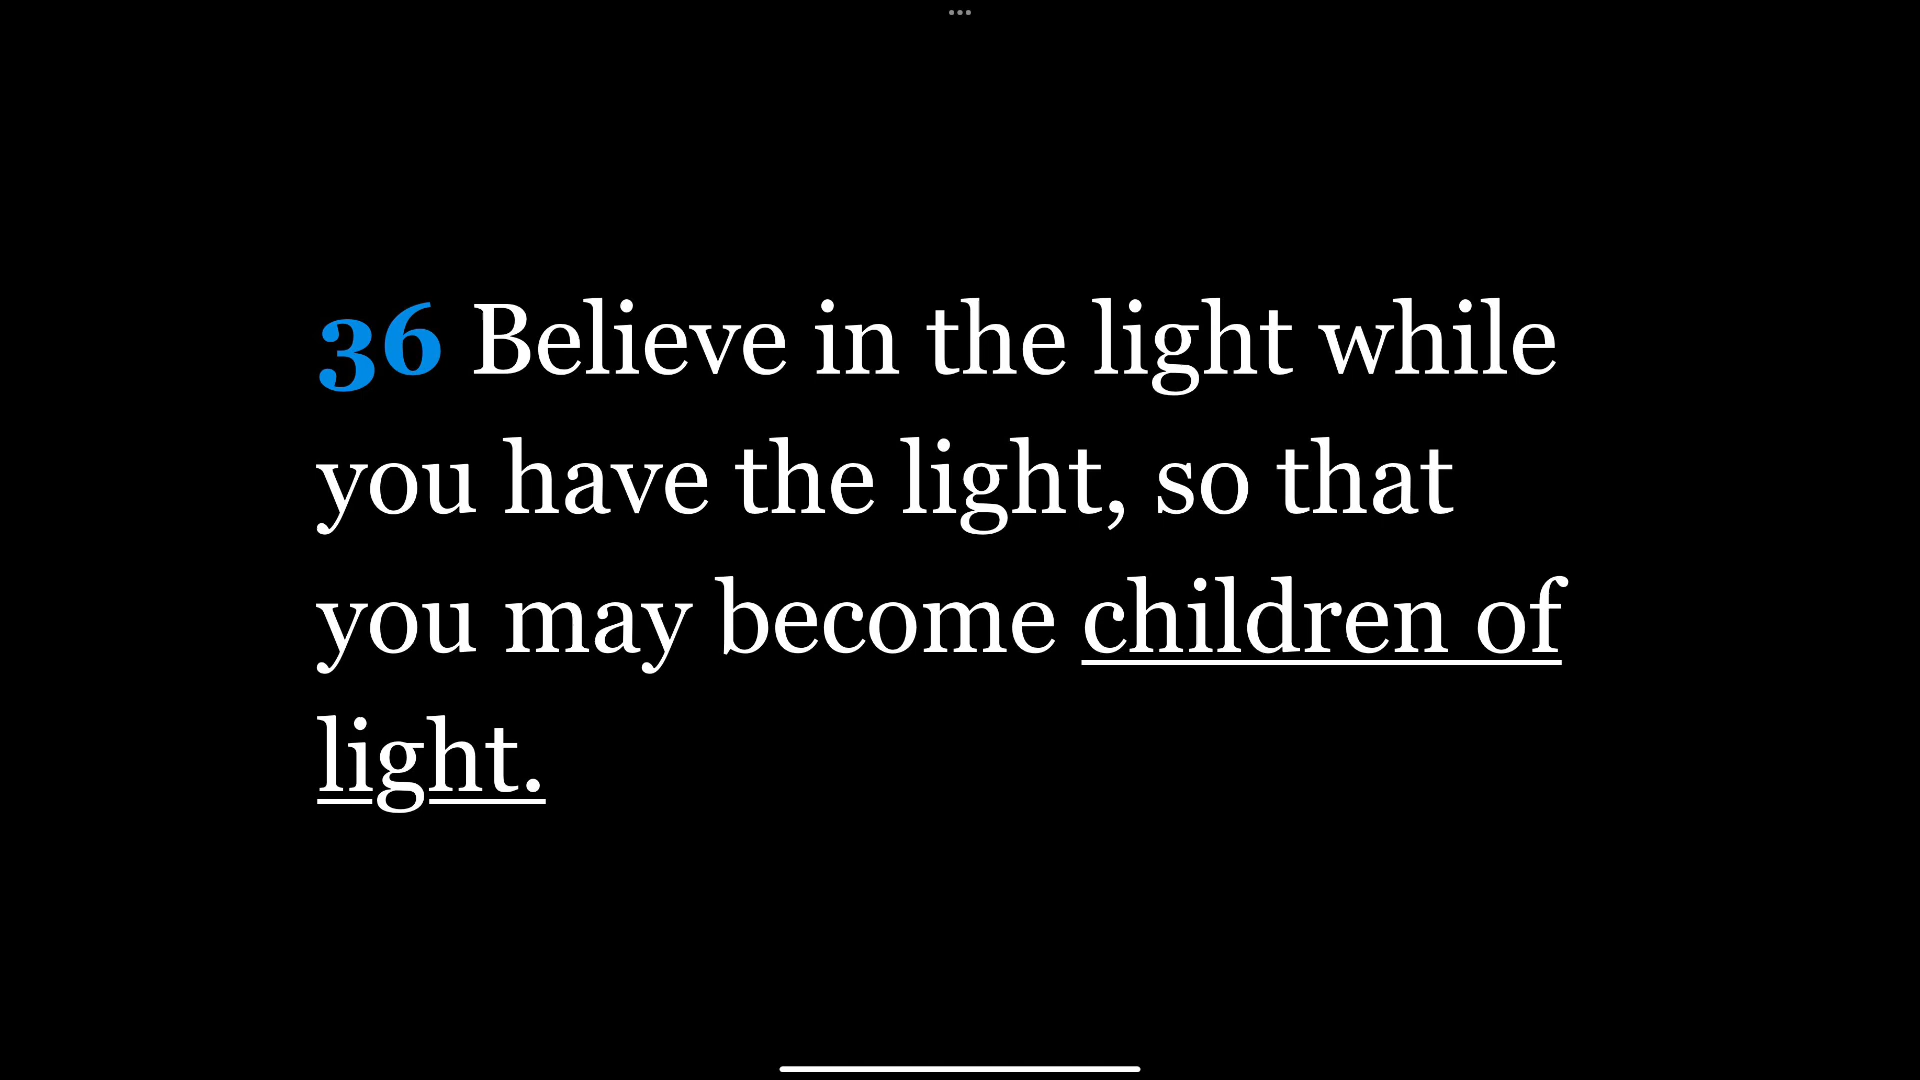 36 Believe in the light while
you have the light, so that
you may become children of
light.